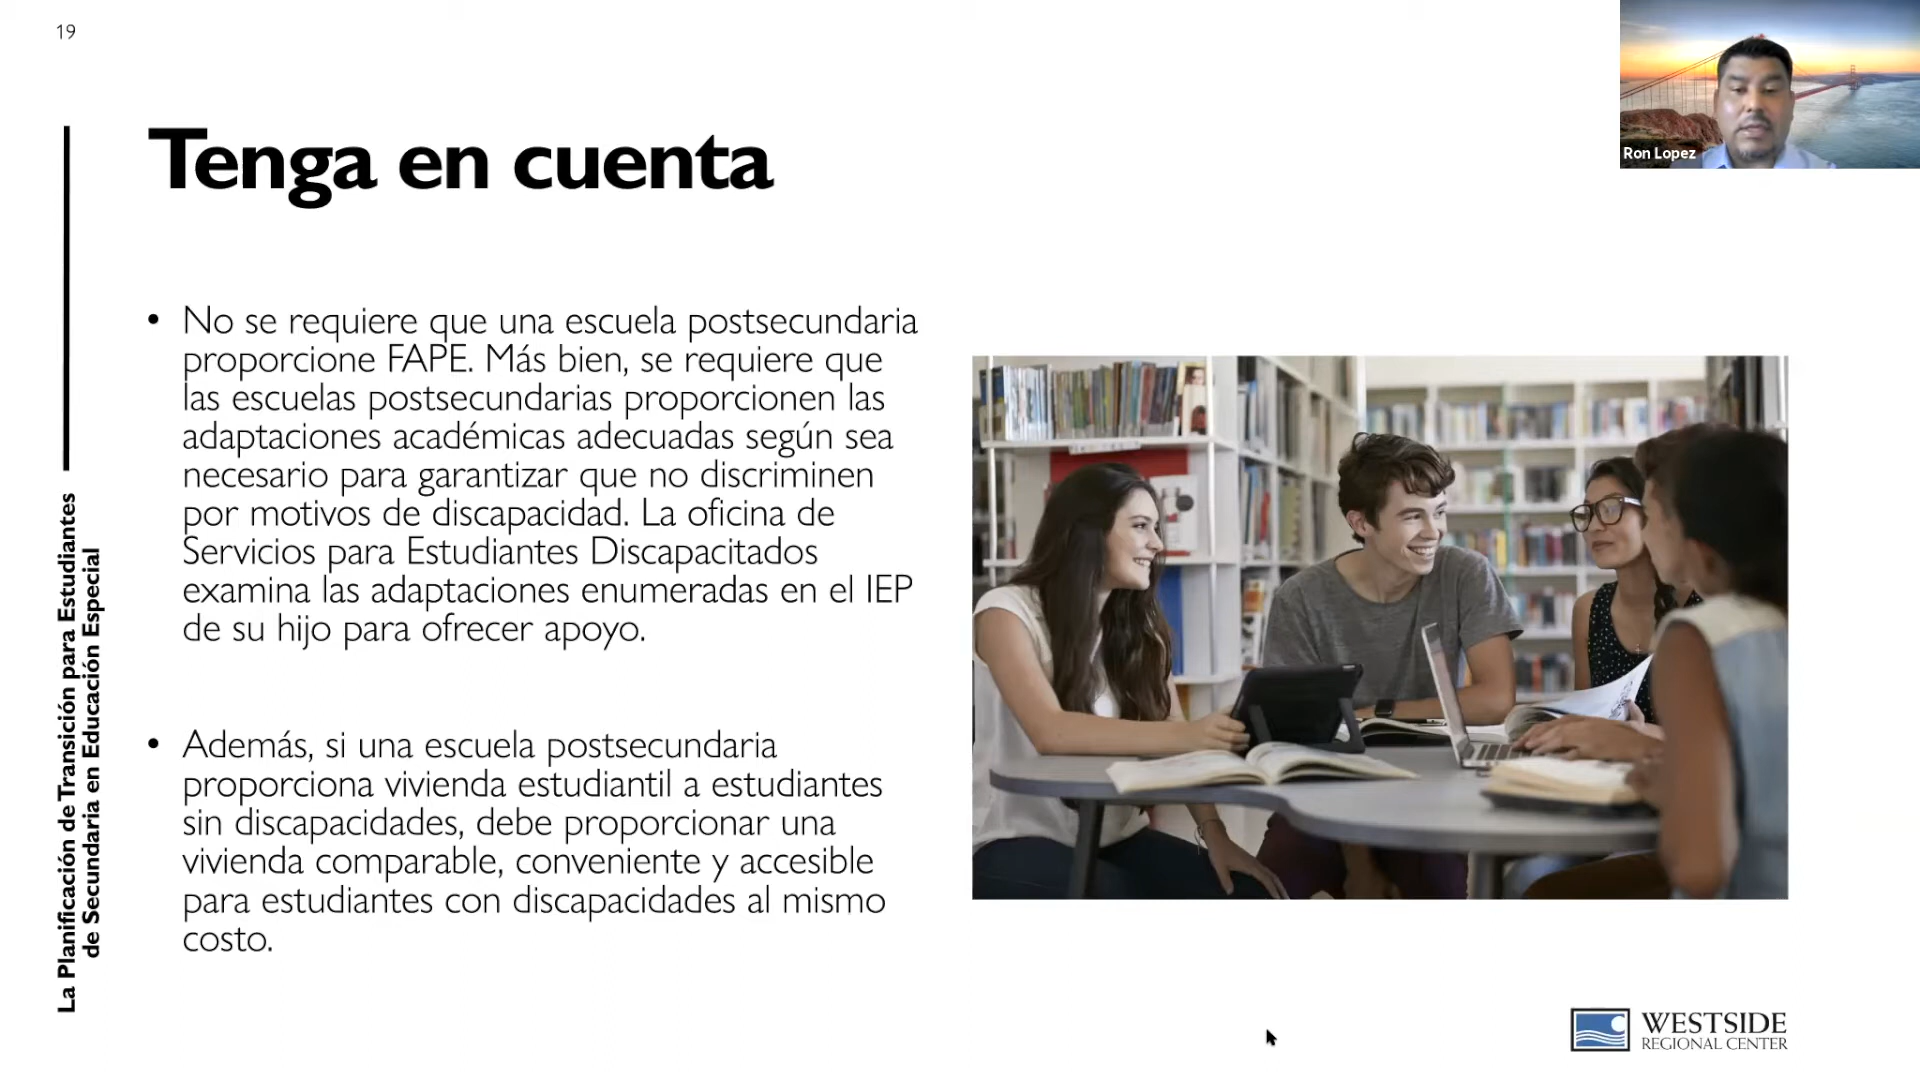 19
Ron Lopez
Tenga en cuenta
• No se requiere que una escuela postsecundaria
proporcione FAPE. Más bien, se requiere que
las escuelas postsecundarias proporcionen las
adaptaciones académicas adecuadas según sea
necesario para garantizar que no discriminen
por motivos de discapacidad. La oficina de
Servicios para Estudiantes Discapacitados
examina las adaptaciones enumeradas en el IEP
de su hijo para ofrecer apoyo.
• Además, si una escuela postsecundaria
proporciona vivienda estudiantil a estudiantes
sin discapacidades, debe proporcionar una
vivienda comparable, conveniente y accesible
para estudiantes con discapacidades al mismo
costo.
La Planificación de Transición para Estudiantes
de Secundaria en Educación Especial
WESTSIDE
REGIONAL CENTER